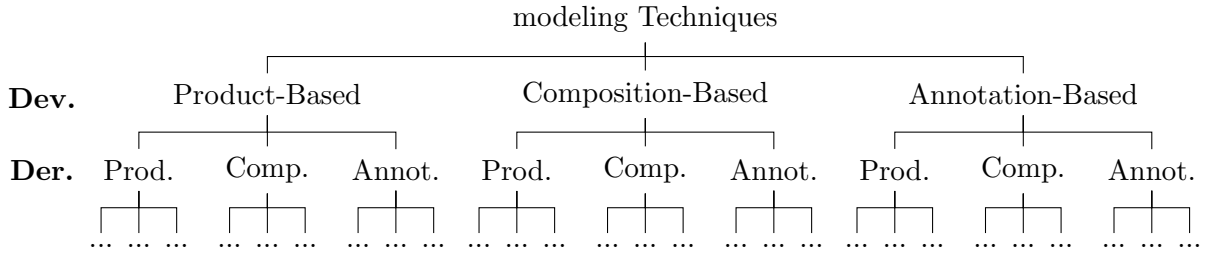 modeling Techniques
Dev. Product-Based Composition-Based Annotation-Based
Der. Prod. Comp. Annot. Prod. Comp. Annot. Prod. Comp. Annot.
... ... ... ... ... ... ... ... ... ... ... ... ... ... ... ... ... ... ... ... ... ... ... ... ... ... ...